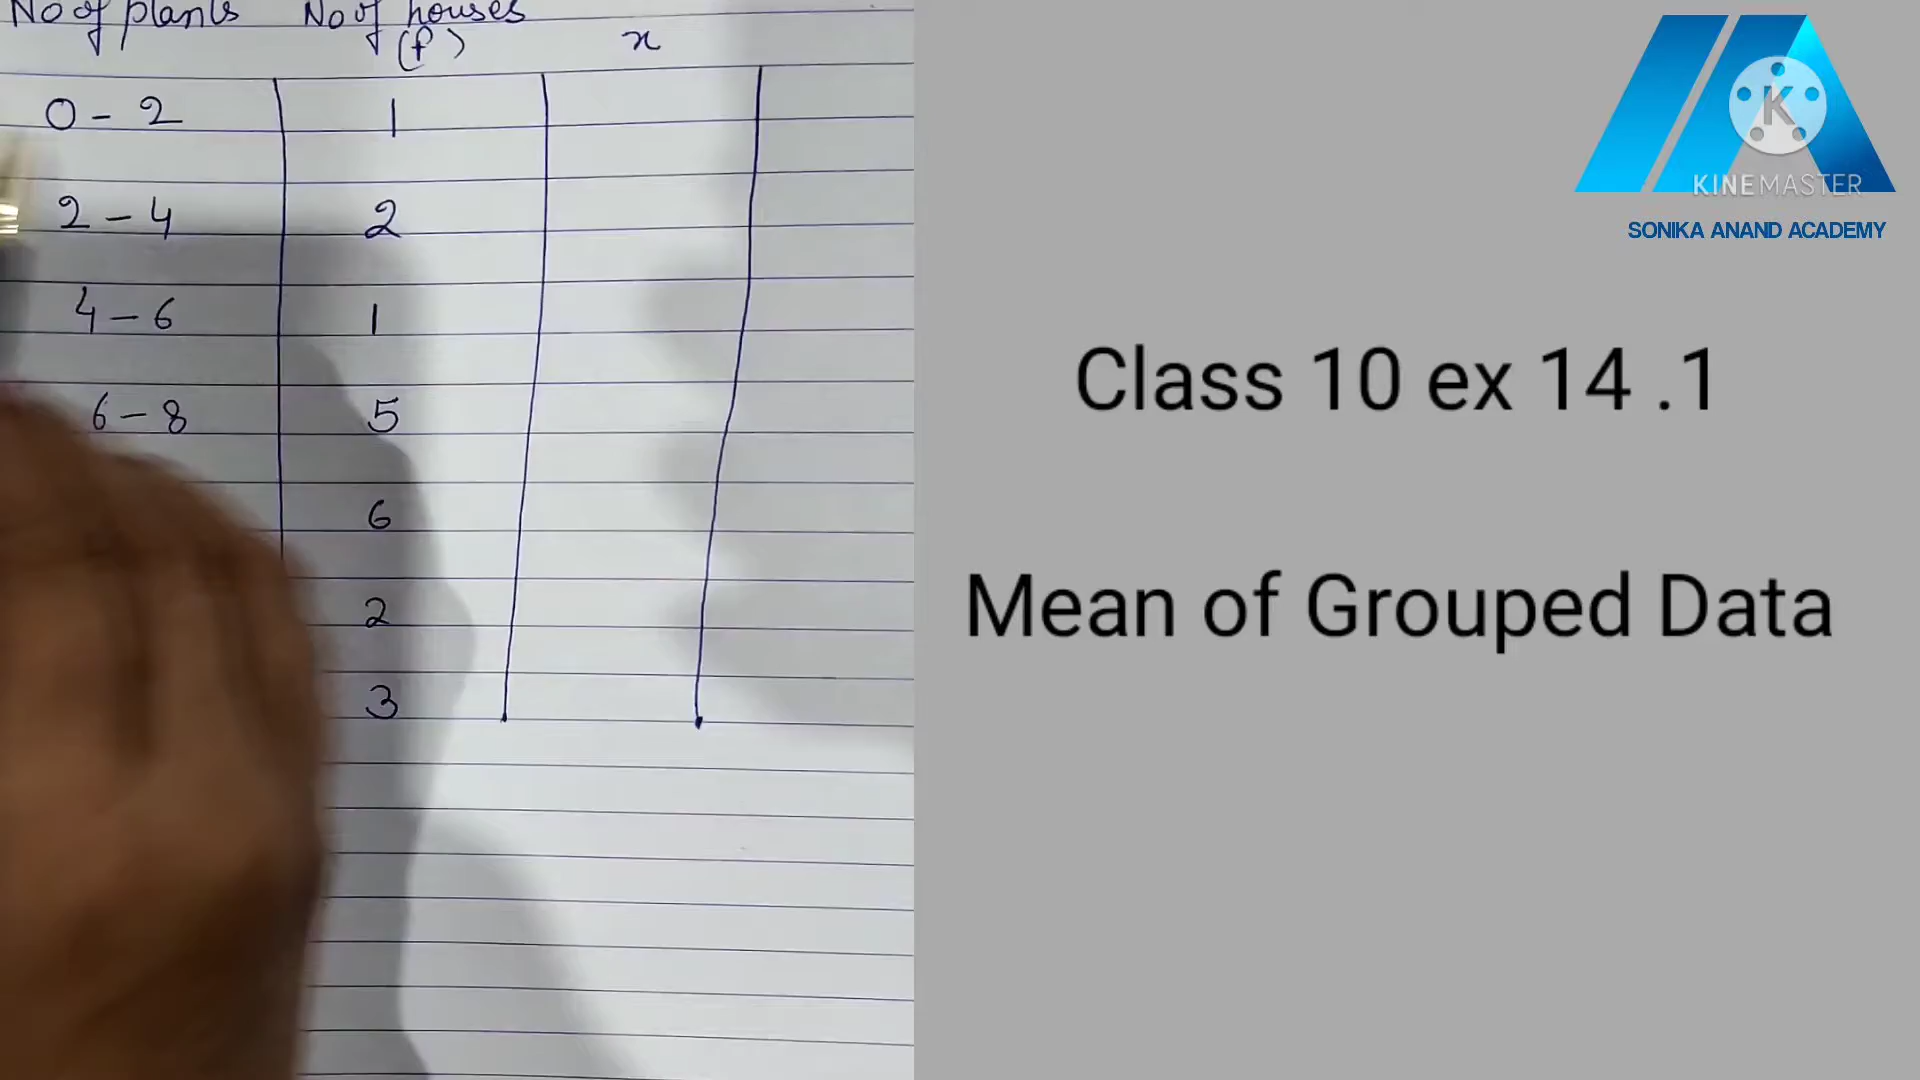 No of plants No of houses
(f) x
0 - 2 1
2 - 4 2
4 - 6 1
6 - 8 5
6
2
3
K
KINEMASTER
SONIKA ANAND ACADEMY
Class 10 ex 14 .1
Mean of Grouped Data